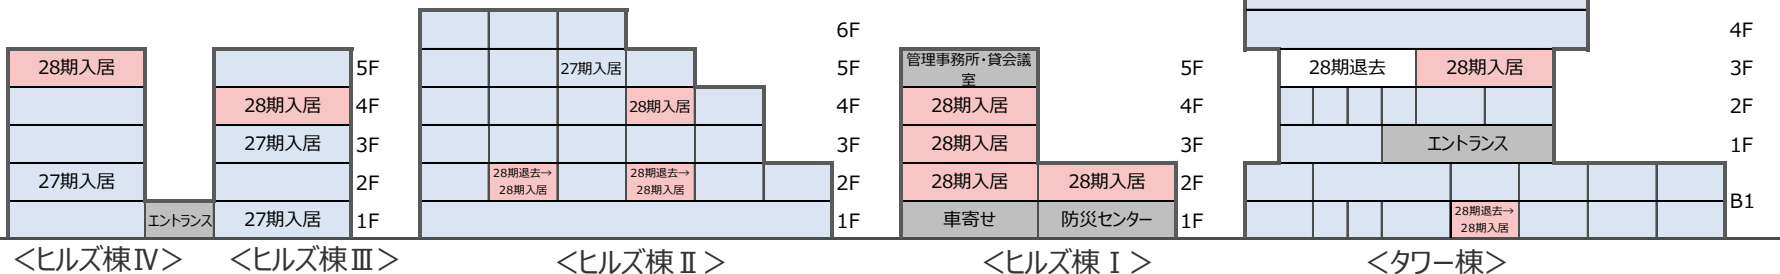 6F
4F
28期入居
5F
27期入居
5F
管理事務所・貸会議
室
5F
28期退去
28期入居
3F
28期入居
4F
28期入居
4F
28期入居
4F
2F
27期入居
3F
3F
28期入居
3F
エントランス
1F
27期入居
2F
28期退去→
28期入居
28期退去→
28期入居
2F
28期入居
28期入居
2F
B1
エントランス
27期入居
1F
1F
車寄せ
防災センター
1F
28期退去→
28期入居
＜ヒルズ棟Ⅳ＞
＜ヒルズ棟Ⅲ＞
＜ヒルズ棟Ⅱ＞
＜ヒルズ棟Ⅰ＞
＜タワー棟＞